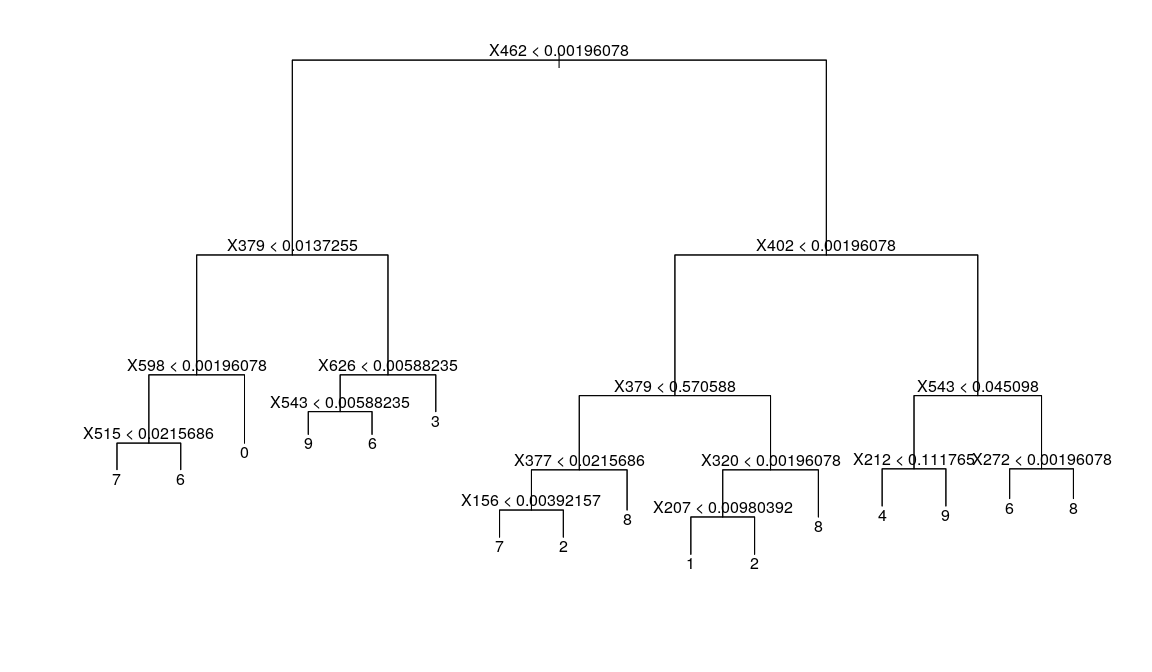 X462 < 0.00196078
X379 < 0.0137255
X402 < 0.00196078
X598 < 0.00196078
X626 < 0.00588235
X379 < 0.570588
X543 < 0.045098
X543 < 0.00588235
3
X515 < 0.0215686
9
6
0
X377 < 0.0215686
X320 < 0.00196078
X212 < 0.111765
X272 < 0.00196078
7
6
X156 < 0.00392157
8
X207 < 0.00980392
8
4
9
6
8
7
2
1
2